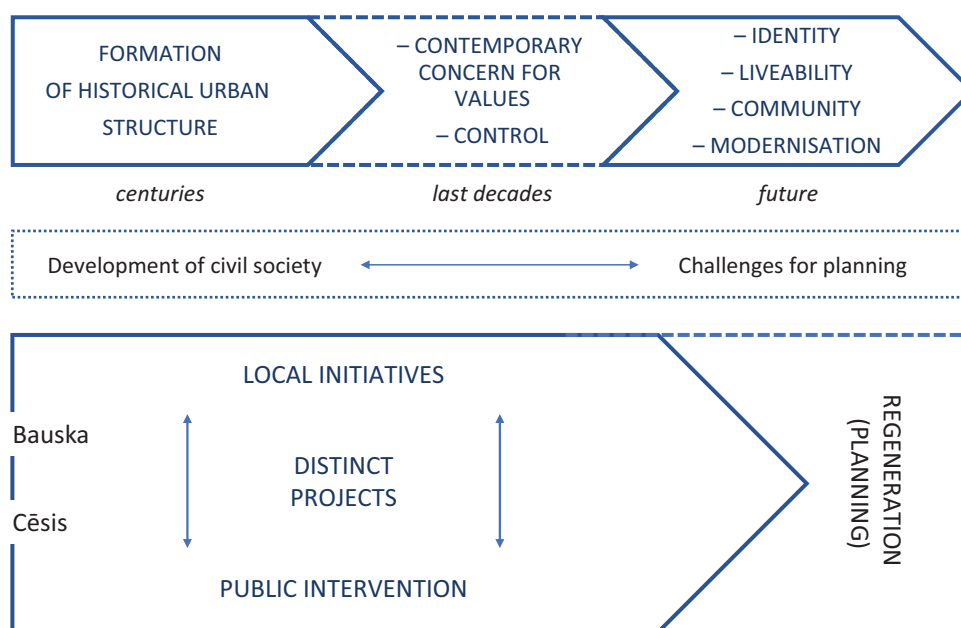 FORMATION
OF HISTORICAL URBAN
STRUCTURE
– CONTEMPORARY
CONCERN FOR
VALUES
– CONTROL
– IDENTITY
– LIVEABILITY
– COMMUNITY
– MODERNISATION
centuries
last decades
future
Development of civil society
Challenges for planning
LOCAL INITIATIVES
Bauska
DISTINCT
PROJECTS
Cēsis
PUBLIC INTERVENTION
REGENERATION
(PLANNING)